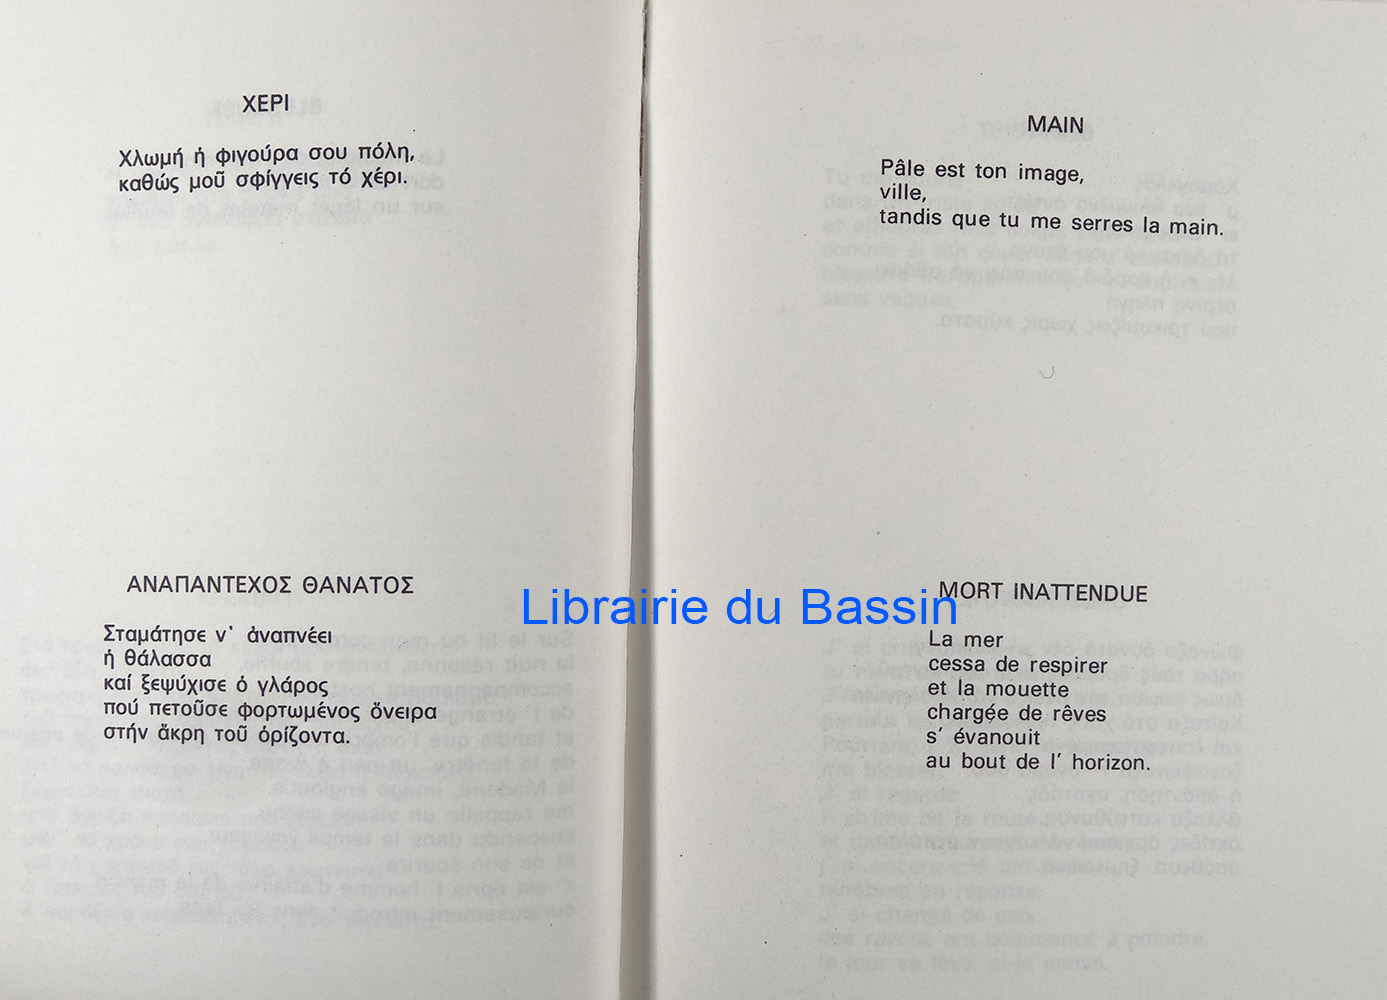 ΧΕΡΙ
Χλωμή ἡ φιγούρα σου πόλη,
καθώς μοῦ σφίγγεις τό χέρι.
ΑΝΑΠΑΝΤΕΧΟΣ ΘΑΝΑΤΟΣ
Σταμάτησε ν' ἀναπνέει
ἡ θάλασσα
καί ξεψύχισε ὁ γλάρος
πού πετοῦσε φορτωμένος ὄνειρα
στήν ἄκρη τοῦ ὁρίζοντα.
MAIN
Pâle est ton image,
ville,
tandis que tu me serres la main.
MORT INATTENDUE
La mer
cessa de respirer
et la mouette
chargée de rêves
s' évanouit
au bout de l' horizon.
Librairie du Bassin